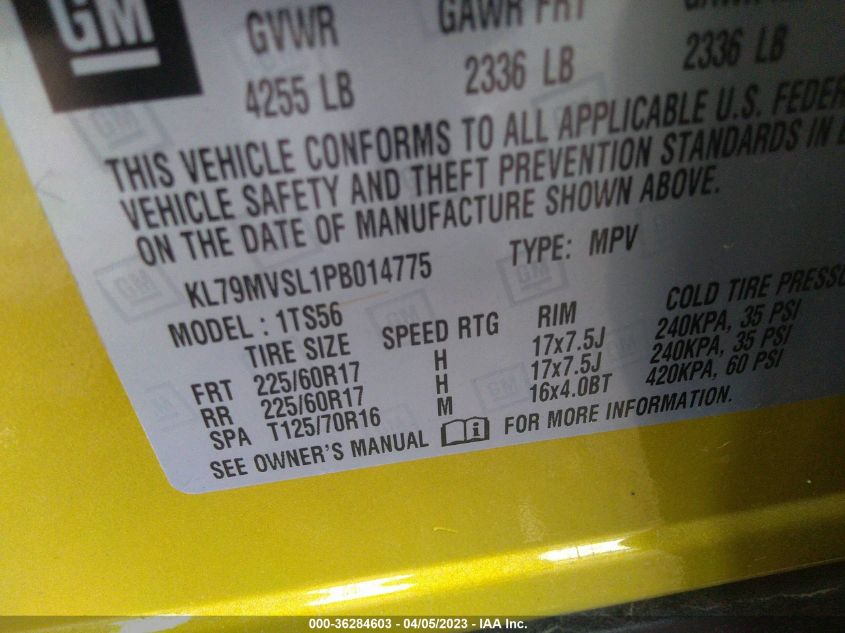 GM
GVWR GAWR FRT
4255 LB 2336 LB 2336 LB
THIS VEHICLE CONFORMS TO ALL APPLICABLE U.S. FEDER
VEHICLE SAFETY AND THEFT PREVENTION STANDARDS IN
ON THE DATE OF MANUFACTURE SHOWN ABOVE.
KL79MVSL1PB014775 TYPE: MPV
MODEL: 1TS56
TIRE SIZE SPEED RTG RIM COLD TIRE PRESSU
FRT 225/60R17 H 17x7.5J 240KPA, 35 PSI
RR 225/60R17 H 17x7.5J 240KPA, 35 PSI
SPA T125/70R16 M 16x4.0BT 420KPA, 60 PSI
SEE OWNER'S MANUAL FOR MORE INFORMATION.
000-36284603 - 04/05/2023 - IAA Inc.